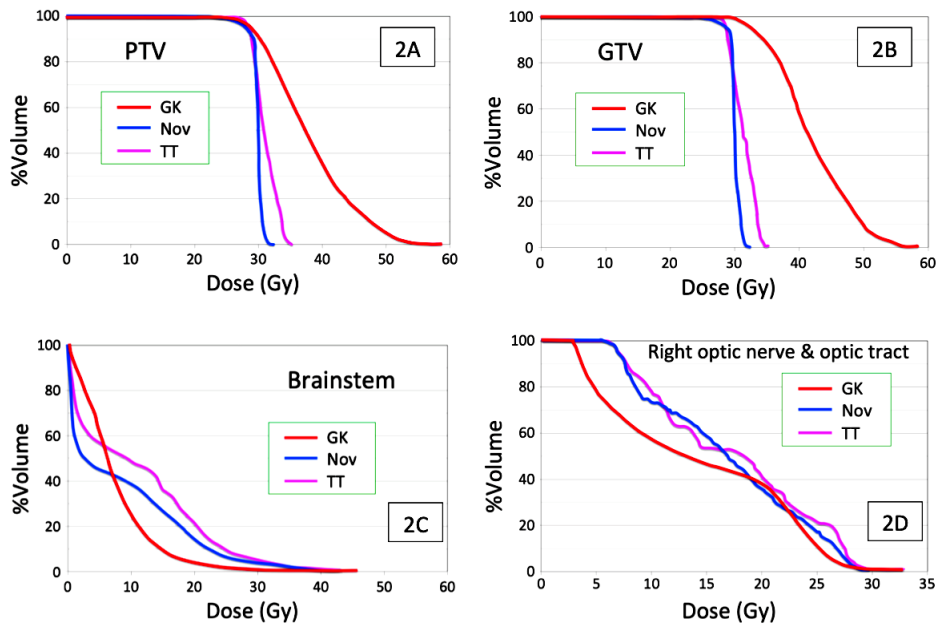 100
80
60
40
20
0
%Volume
PTV
2A
GK
Nov
TT
0 10 20 30 40 50 60
Dose (Gy)
100
80
60
40
20
0
%Volume
GTV
2B
GK
Nov
TT
0 10 20 30 40 50 60
Dose (Gy)
100
80
60
40
20
0
%Volume
Brainstem
GK
Nov
TT
2C
0 10 20 30 40 50 60
Dose (Gy)
100
80
60
40
20
0
%Volume
Right optic nerve & optic tract
GK
Nov
TT
2D
0 5 10 15 20 25 30 35
Dose (Gy)